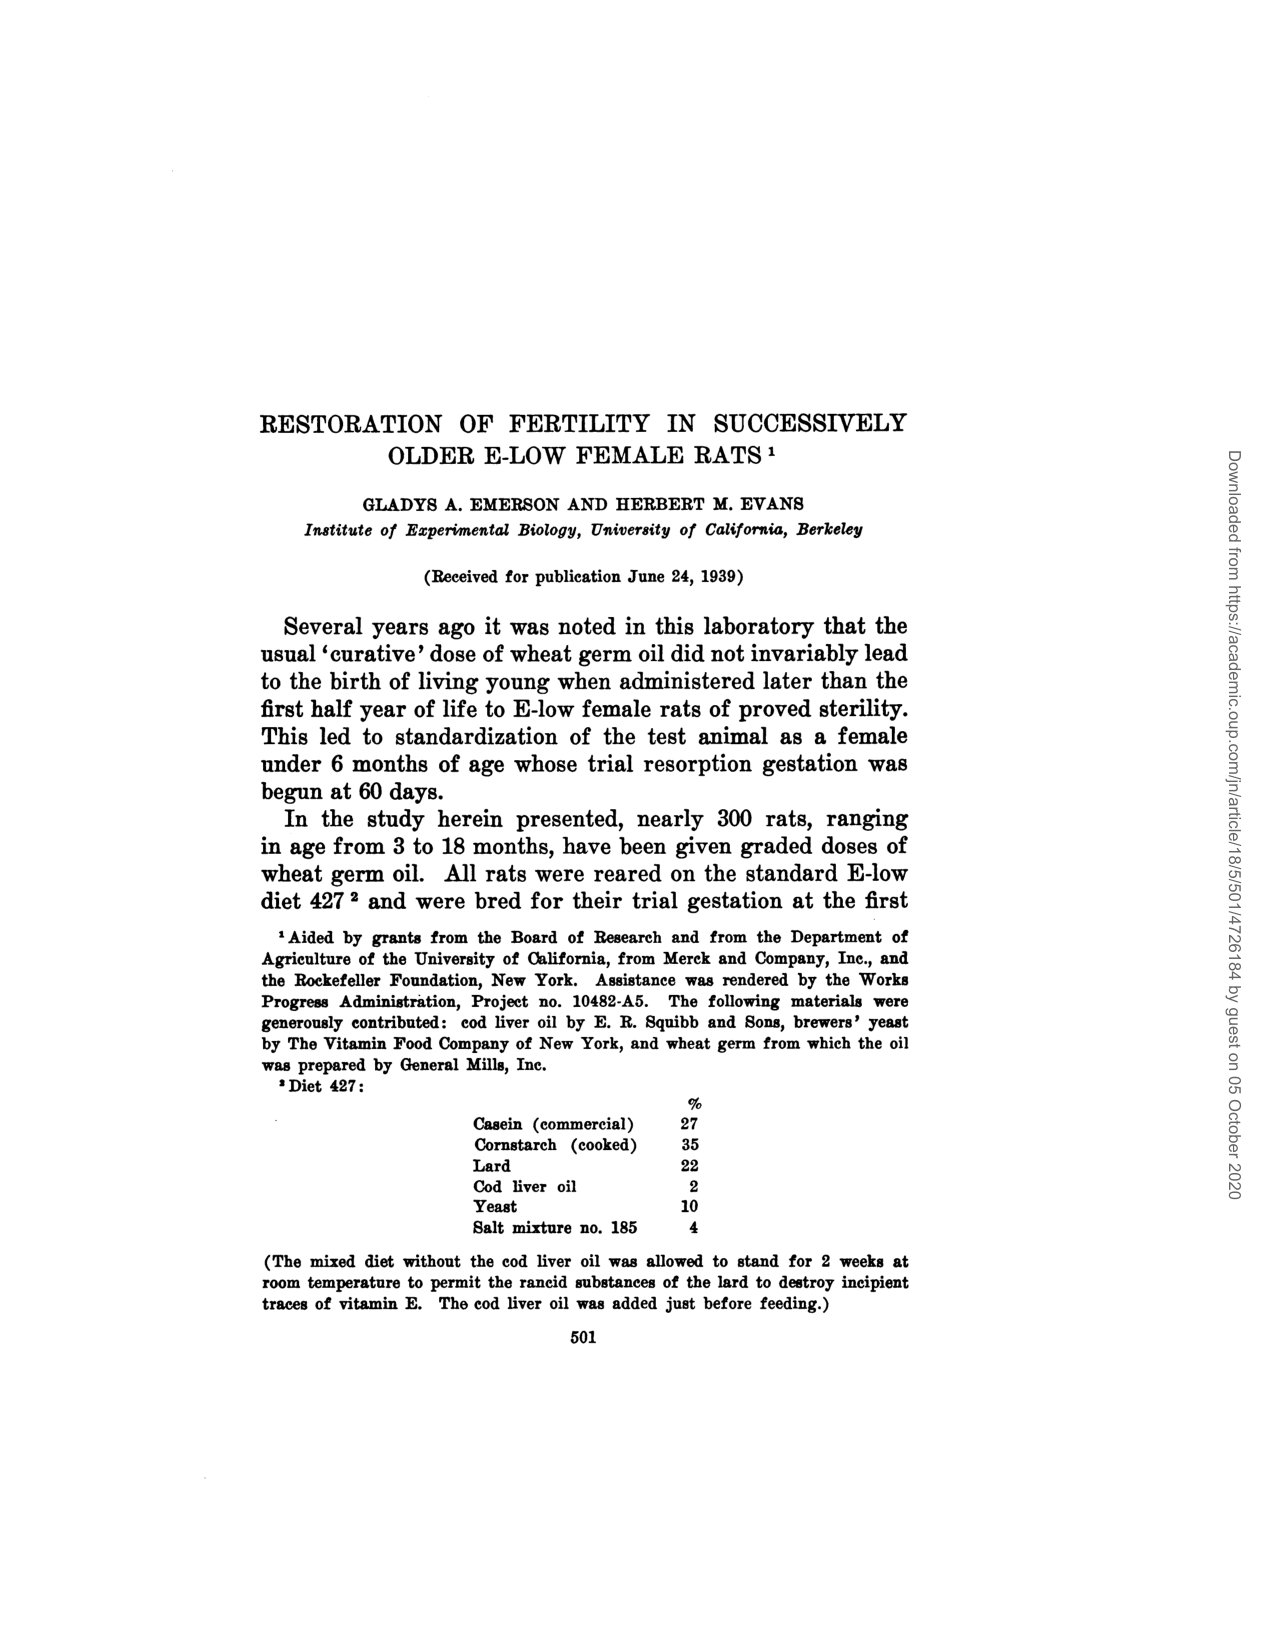 RESTORATION OF FERTILITY IN SUCCESSIVELY
OLDER E-LOW FEMALE RATS ¹
GLADYS A. EMERSON AND HERBERT M. EVANS
Institute of Experimental Biology, University of California, Berkeley
(Received for publication June 24, 1939)
Several years ago it was noted in this laboratory that the
usual ‘curative’ dose of wheat germ oil did not invariably lead
to the birth of living young when administered later than the
first half year of life to E-low female rats of proved sterility.
This led to standardization of the test animal as a female
under 6 months of age whose trial resorption gestation was
begun at 60 days.
In the study herein presented, nearly 300 rats, ranging
in age from 3 to 18 months, have been given graded doses of
wheat germ oil. All rats were reared on the standard E-low
diet 427 ² and were bred for their trial gestation at the first
¹ Aided by grants from the Board of Research and from the Department of
Agriculture of the University of California, from Merck and Company, Inc., and
the Rockefeller Foundation, New York. Assistance was rendered by the Works
Progress Administration, Project no. 10482-A5. The following materials were
generously contributed: cod liver oil by E. R. Squibb and Sons, brewers’ yeast
by The Vitamin Food Company of New York, and wheat germ from which the oil
was prepared by General Mills, Inc.
² Diet 427:
%
Casein (commercial) 27
Cornstarch (cooked) 35
Lard 22
Cod liver oil 2
Yeast 10
Salt mixture no. 185 4
(The mixed diet without the cod liver oil was allowed to stand for 2 weeks at
room temperature to permit the rancid substances of the lard to destroy incipient
traces of vitamin E. The cod liver oil was added just before feeding.)
501
Downloaded from https://academic.oup.com/jn/article/18/5/501/4726184 by guest on 05 October 2020